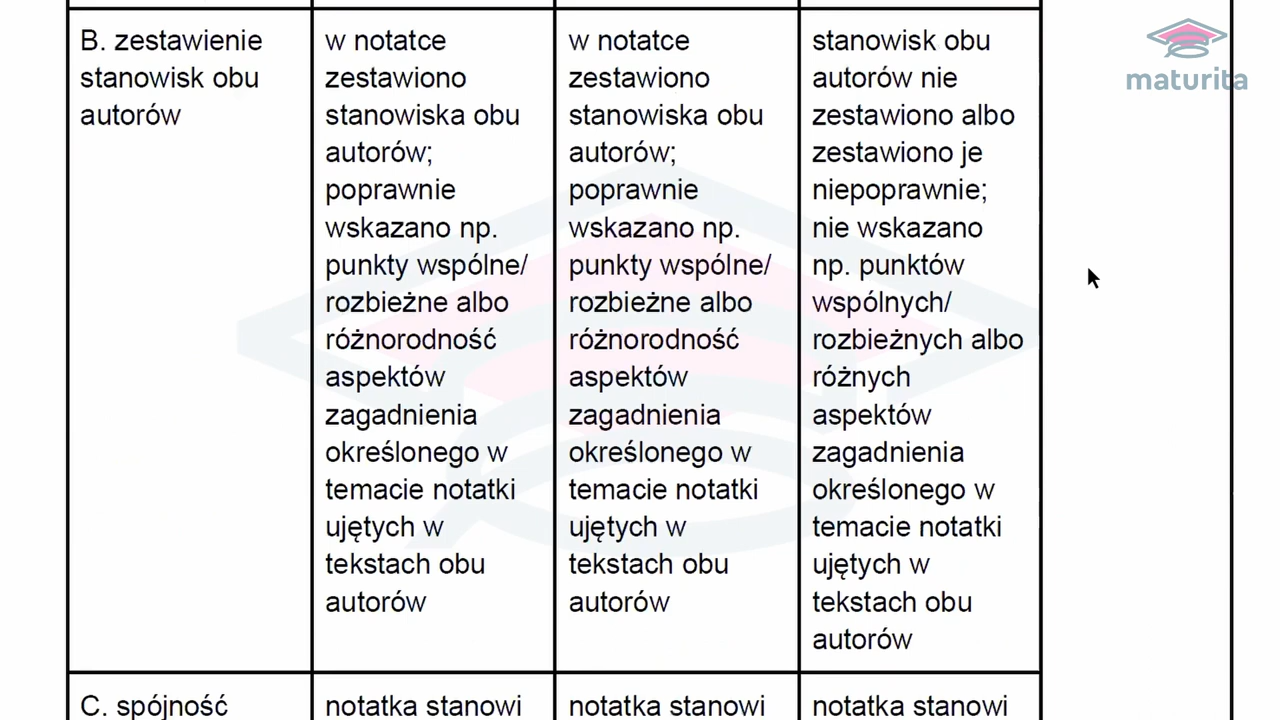 maturita
B. zestawienie
stanowisk obu
autorów
w notatce
zestawiono
stanowiska obu
autorów;
poprawnie
wskazano np.
punkty wspólne/
rozbieżne albo
różnorodność
aspektów
zagadnienia
określonego w
temacie notatki
ujętych w
tekstach obu
autorów
w notatce
zestawiono
stanowiska obu
autorów;
poprawnie
wskazano np.
punkty wspólne/
rozbieżne albo
różnorodność
aspektów
zagadnienia
określonego w
temacie notatki
ujętych w
tekstach obu
autorów
stanowisk obu
autorów nie
zestawiono albo
zestawiono je
niepoprawnie;
nie wskazano
np. punktów
wspólnych/
rozbieżnych albo
różnych
aspektów
zagadnienia
określonego w
temacie notatki
ujętych w
tekstach obu
autorów
C. spójność
notatka stanowi
notatka stanowi
notatka stanowi